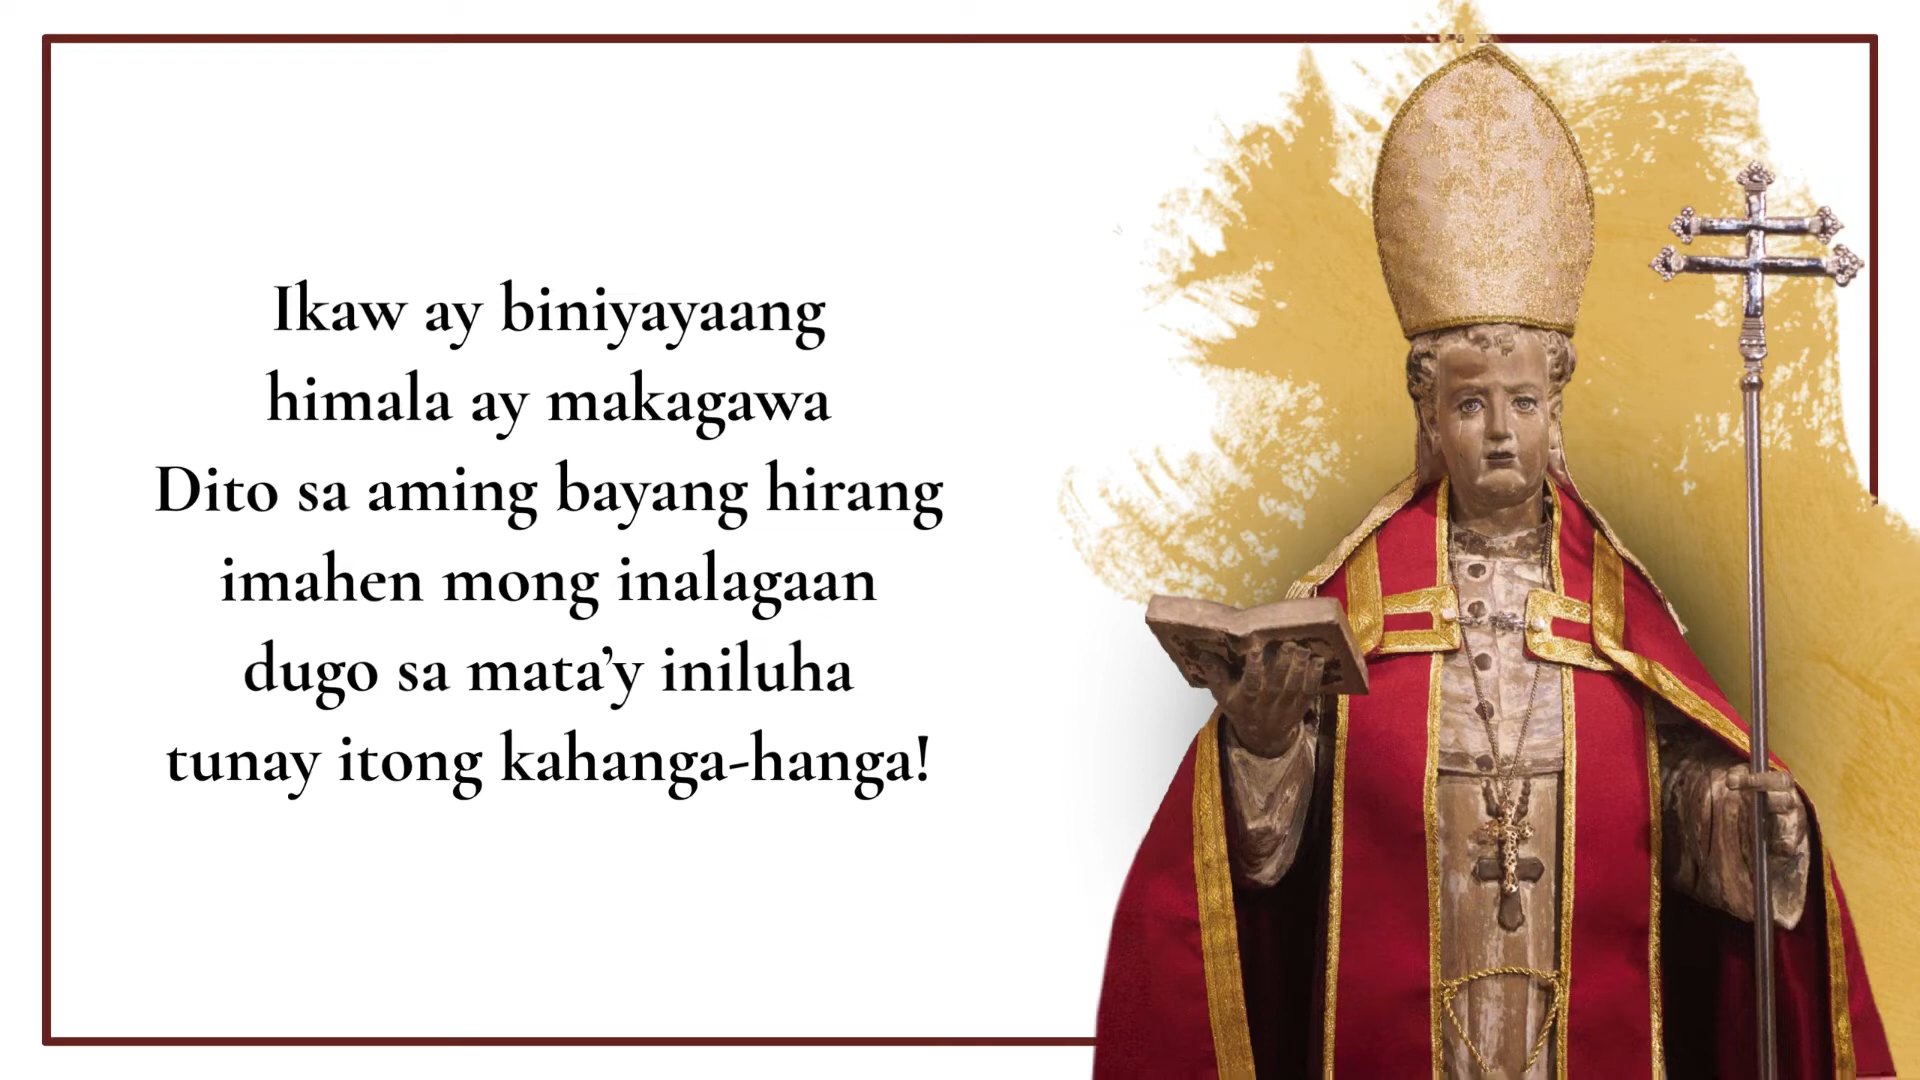 Ikaw ay biniyayaang
himala ay makagawa
Dito sa aming bayang hirang
imahen mong inalagaan
dugo sa mata’y iniluha
tunay itong kahanga-hanga!